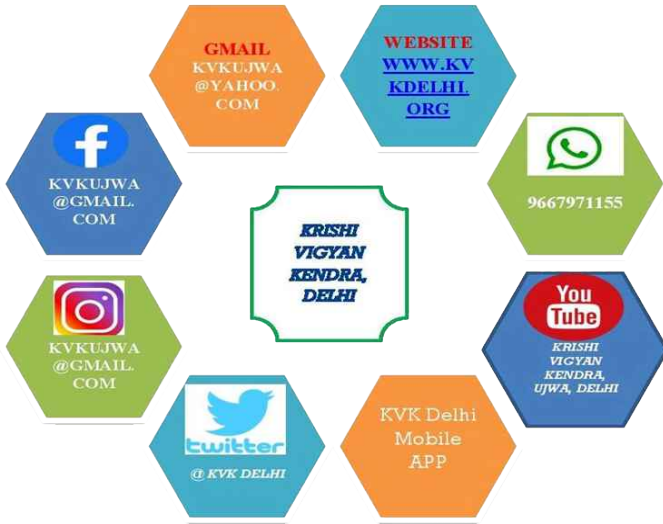 GMAIL
KVKUJWA
@YAHOO.
COM
WEBSITE
WWW.KV
KDELHI.
ORG
f
KVKUJWA
@GMAIL.
COM
9667971155
KRISHI
VIGYAN
KENDRA,
DELHI
KVKUJWA
@GMAIL.
COM
You
Tube
KRISHI
VIGYAN
KENDRA,
UJWA, DELHI
twitter
@ KVK DELHI
KVK Delhi
Mobile
APP